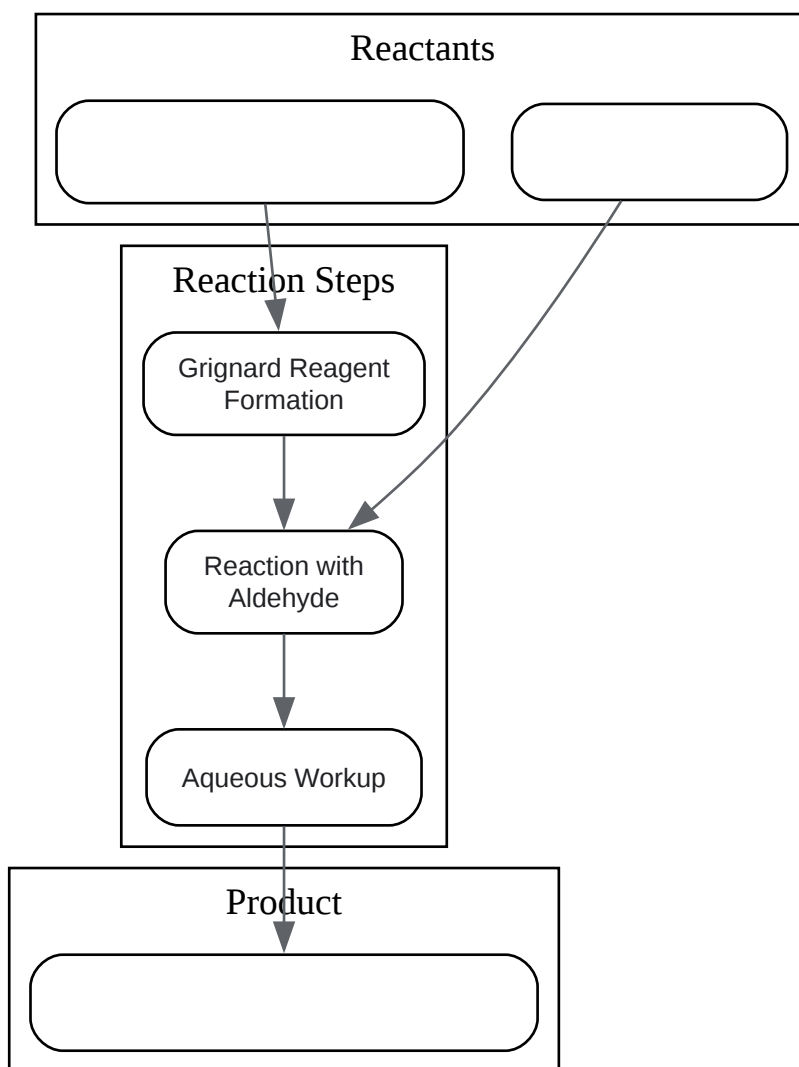 Reactants
Reaction Steps
Grignard Reagent
Formation
Reaction with
Aldehyde
Aqueous Workup
Product